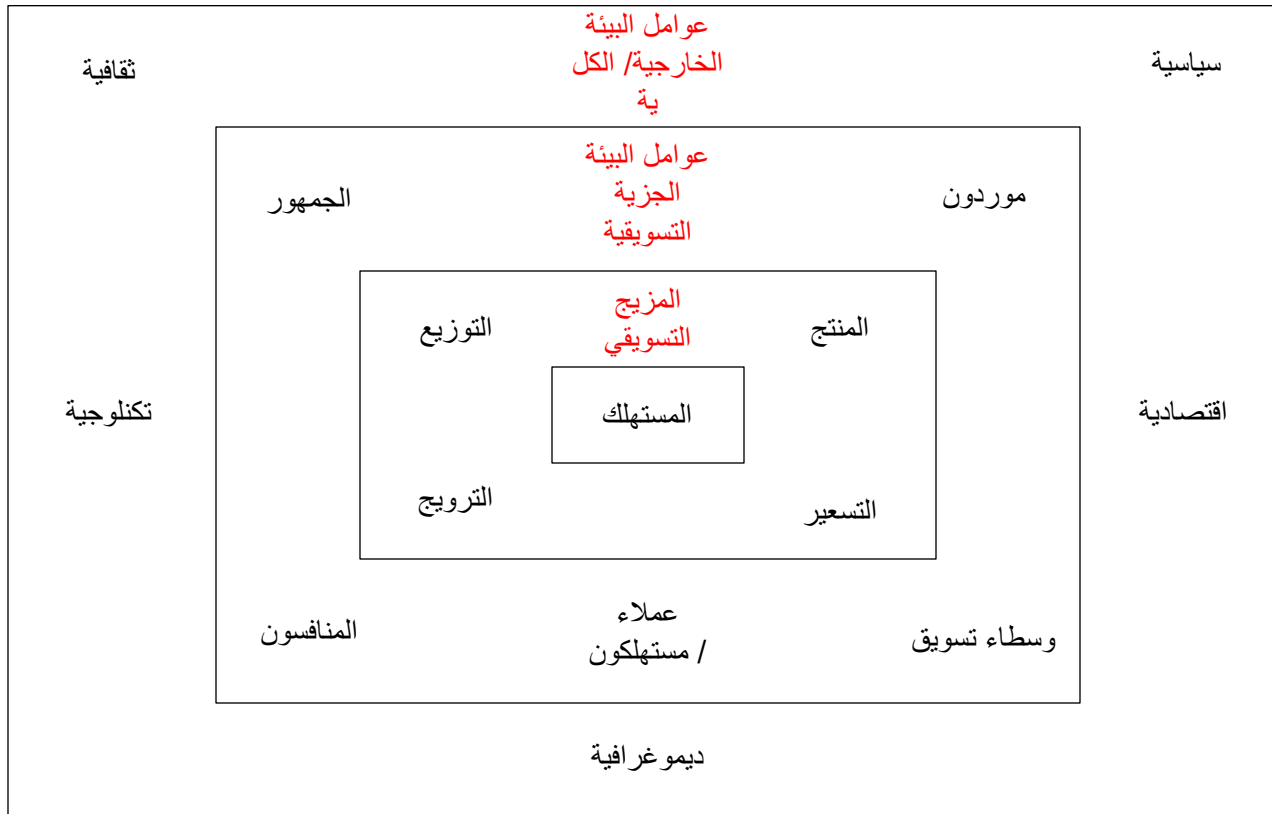 عوامل البيئة
الخارجية/ الكل
ية
سياسية
ثقافية
عوامل البيئة
الجزية
التسويقية
موردون
الجمهور
المزيج
التسويقي
المنتج
التوزيع
المستهلك
اقتصادية
تكنلوجية
التسعير
الترويج
عملاء
/ مستهلكون
وسطاء تسويق
المنافسون
ديموغرافية